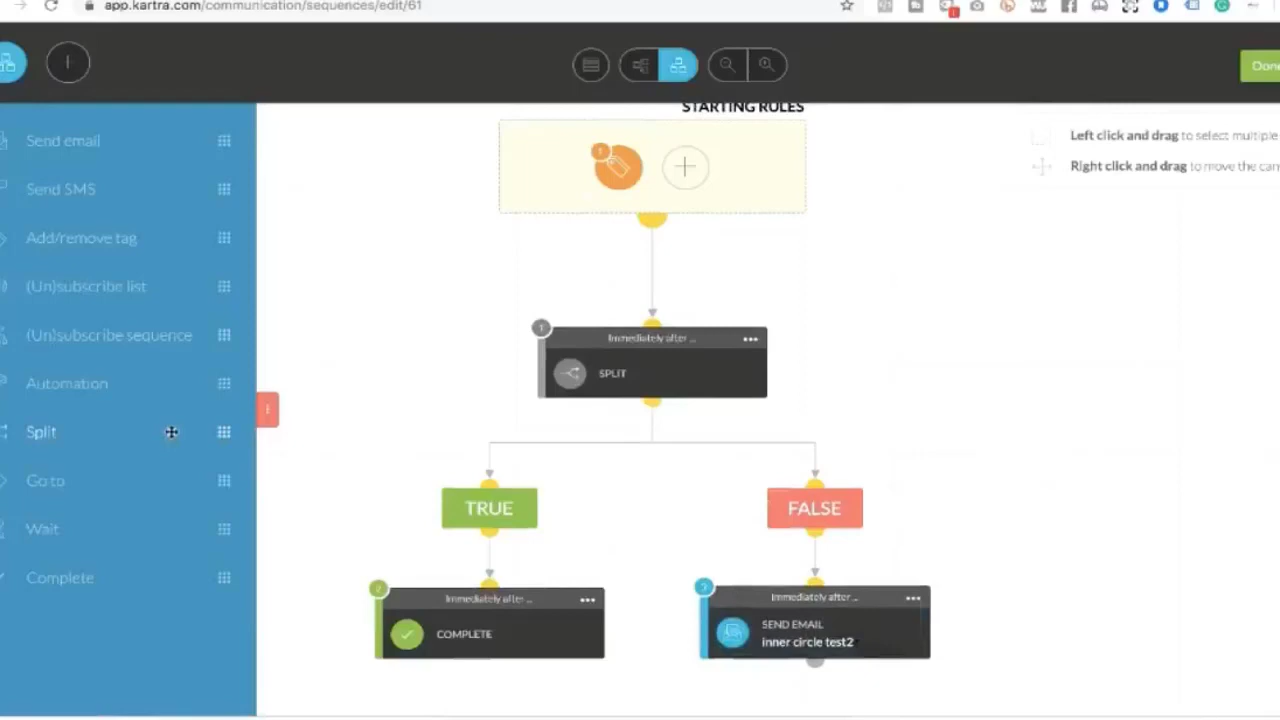 app.kartra.com/communication/sequences/edit/61
Done
STARTING RULES
Send email
Send SMS
Add/remove tag
(Un)subscribe list
(Un)subscribe sequence
Automation
Split
Go to
Wait
Complete
Left click and drag to select multiple
Right click and drag to move the can
1
1
Immediately after ...
SPLIT
TRUE
FALSE
Immediately after ...
COMPLETE
Immediately after ...
SEND EMAIL
inner circle test2